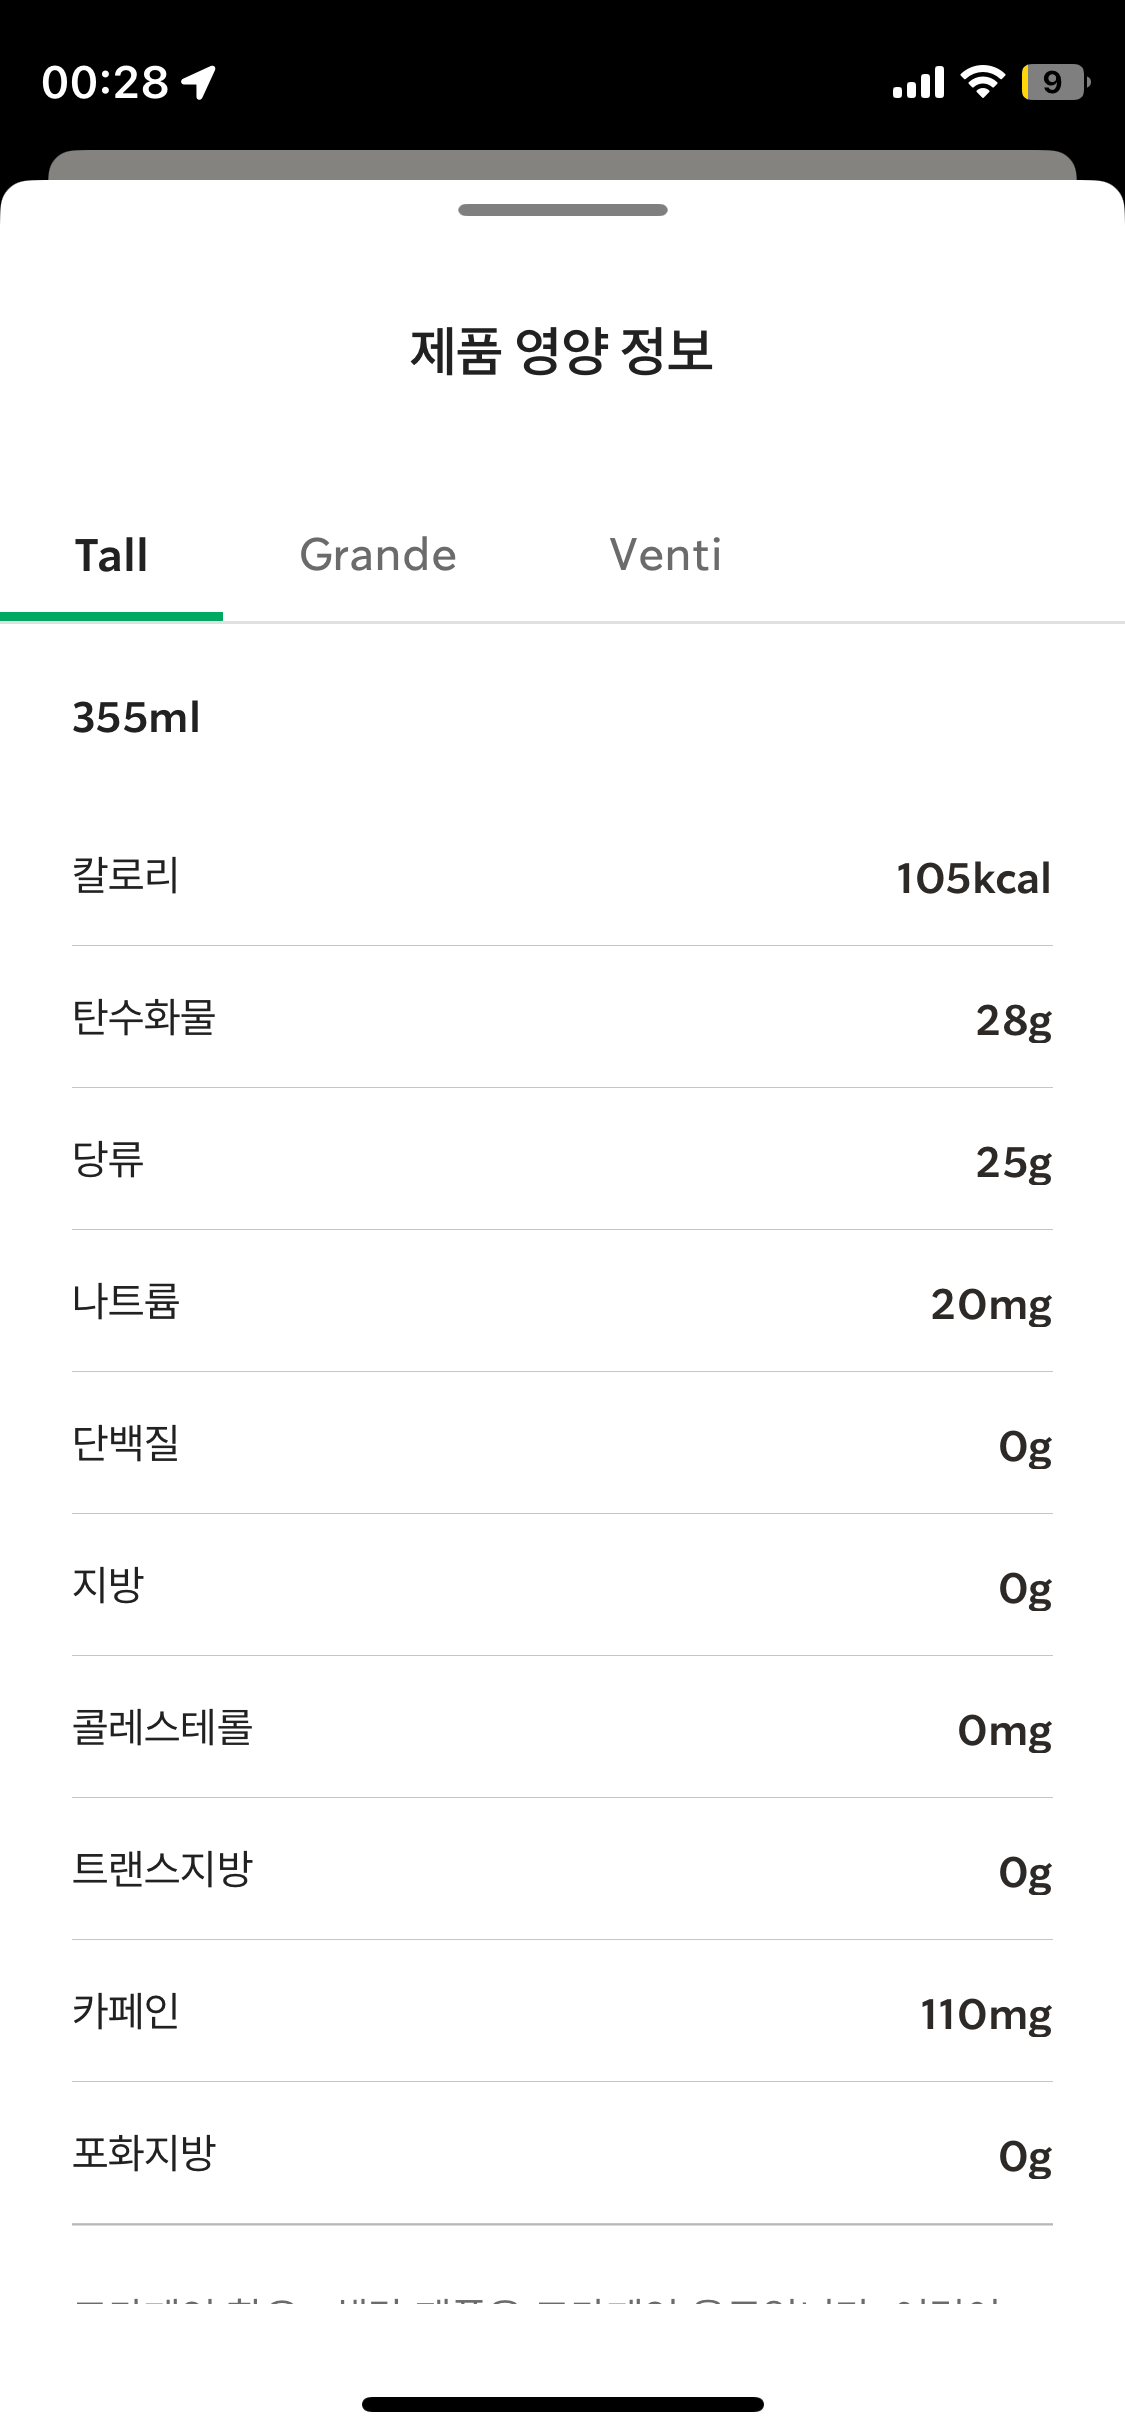 00:28
9
제품 영양 정보
Tall Grande Venti
355ml
칼로리 105kcal
탄수화물 28g
당류 25g
나트륨 20mg
단백질 0g
지방 0g
콜레스테롤 0mg
트랜스지방 0g
카페인 110mg
포화지방 0g